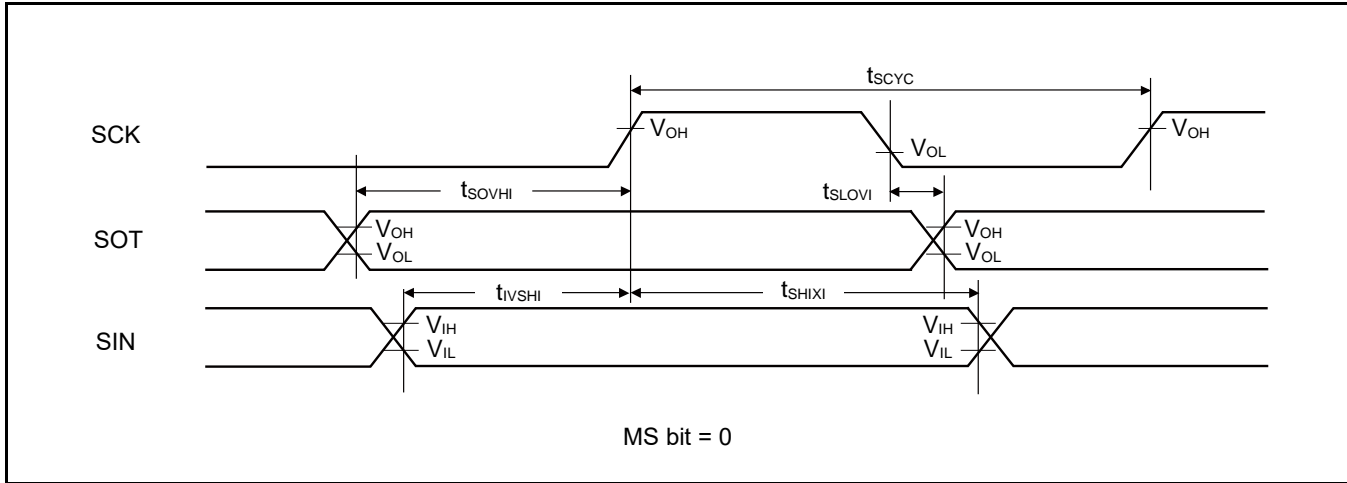 tSCYC
SCK
VOH
VOL
VOH
tSOVHI
tSLOVI
SOT
VOH
VOL
VOH
VOL
tIVSHI
tSHIXI
SIN
VIH
VIL
VIH
VIL
MS bit = 0